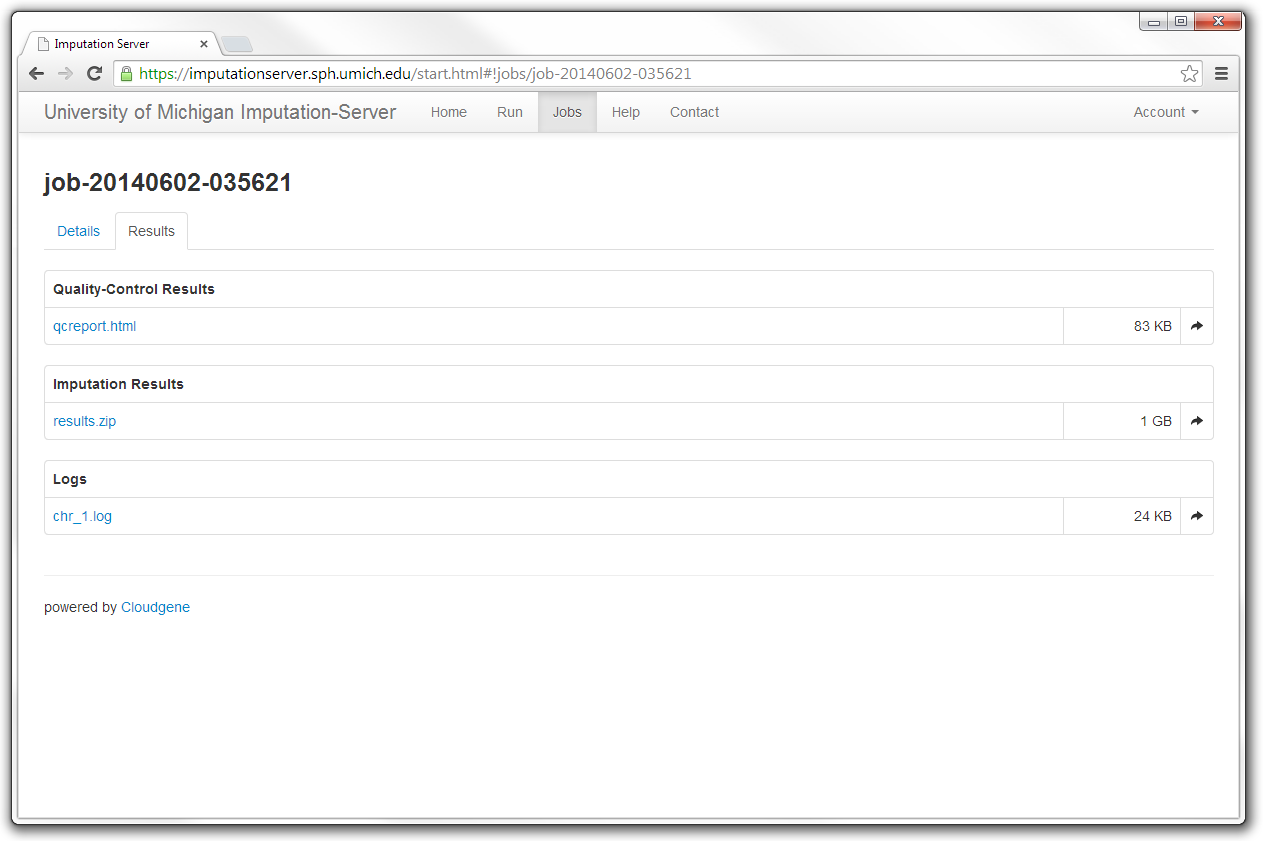 Imputation Server
https://imputationserver.sph.umich.edu/start.html#!jobs/job-20140602-035621
University of Michigan Imputation-Server Home Run Jobs Help Contact Account
job-20140602-035621
Details Results
Quality-Control Results
qcreport.html 83 KB
Imputation Results
results.zip 1 GB
Logs
chr_1.log 24 KB
powered by Cloudgene